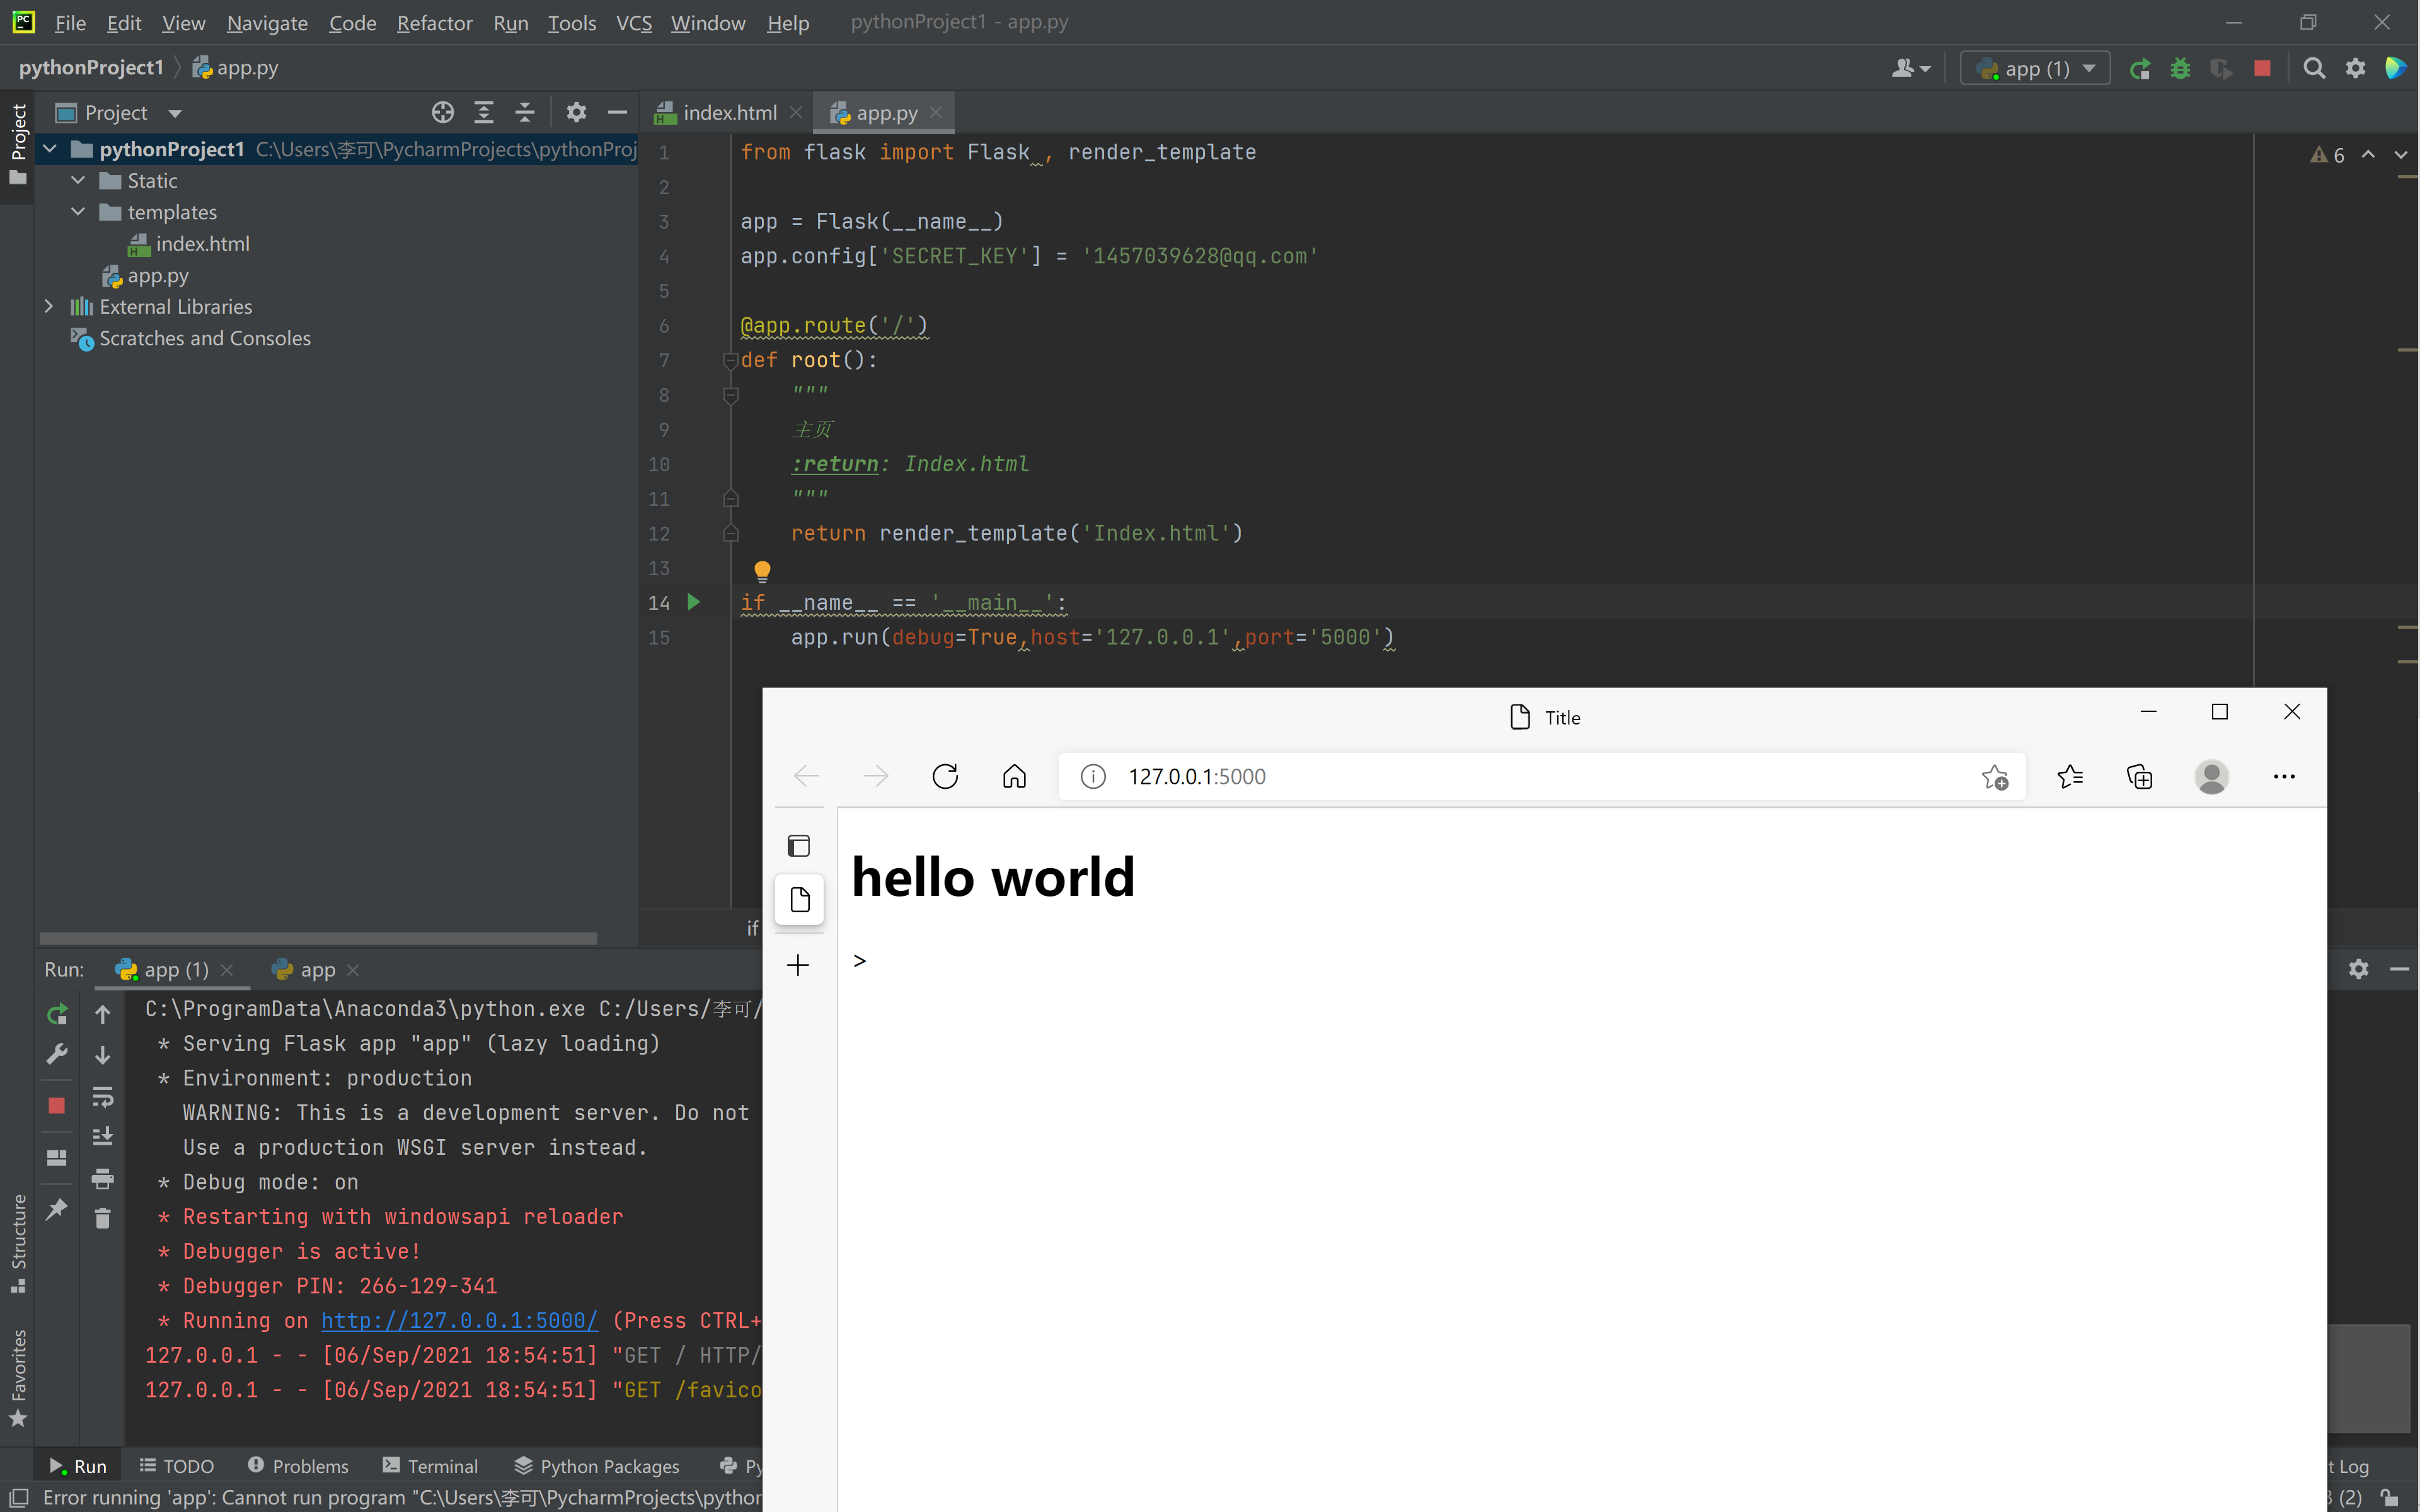 File Edit View Navigate Code Refactor Run Tools VCS Window Help pythonProject1 - app.py
pythonProject1 app.py
app (1)
Project
Project
index.html
app.py
pythonProject1 C:\Users\李可\PycharmProjects\pythonProj
Static
templates
index.html
app.py
External Libraries
Scratches and Consoles
6
1 from flask import Flask , render_template
2
3 app = Flask(__name__)
4 app.config['SECRET_KEY'] = '1457039628@qq.com'
5
6 @app.route('/')
7 def root():
8 """
9 主页
10 :return: Index.html
11 """
12 return render_template('Index.html')
13
14 if __name__ == '__main__':
15 app.run(debug=True,host='127.0.0.1',port='5000')
if
Title
127.0.0.1:5000
hello world
>
Run: app (1) app
C:\ProgramData\Anaconda3\python.exe C:/Users/李可/
* Serving Flask app "app" (lazy loading)
* Environment: production
WARNING: This is a development server. Do not
Use a production WSGI server instead.
* Debug mode: on
* Restarting with windowsapi reloader
* Debugger is active!
* Debugger PIN: 266-129-341
* Running on http://127.0.0.1:5000/ (Press CTRL+
127.0.0.1 - - [06/Sep/2021 18:54:51] "GET / HTTP/
127.0.0.1 - - [06/Sep/2021 18:54:51] "GET /favico
Structure
Favorites
Run TODO Problems Terminal Python Packages Py
t Log
Error running 'app': Cannot run program "C:\Users\李可\PycharmProjects\pythor
(2)